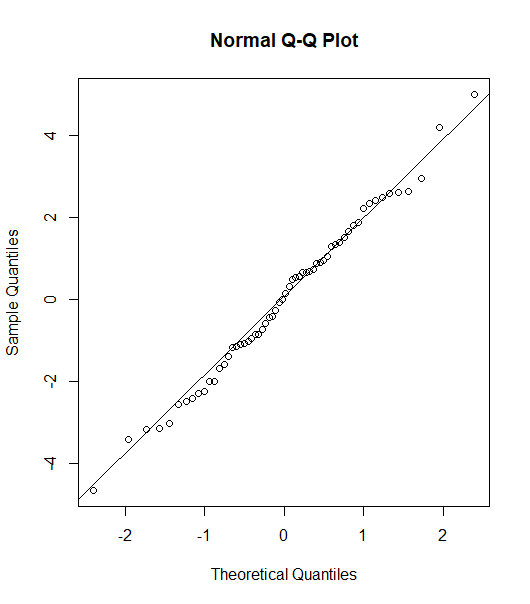 Normal Q-Q Plot
Sample Quantiles
4
2
0
-2
-4
-2 -1 0 1 2
Theoretical Quantiles